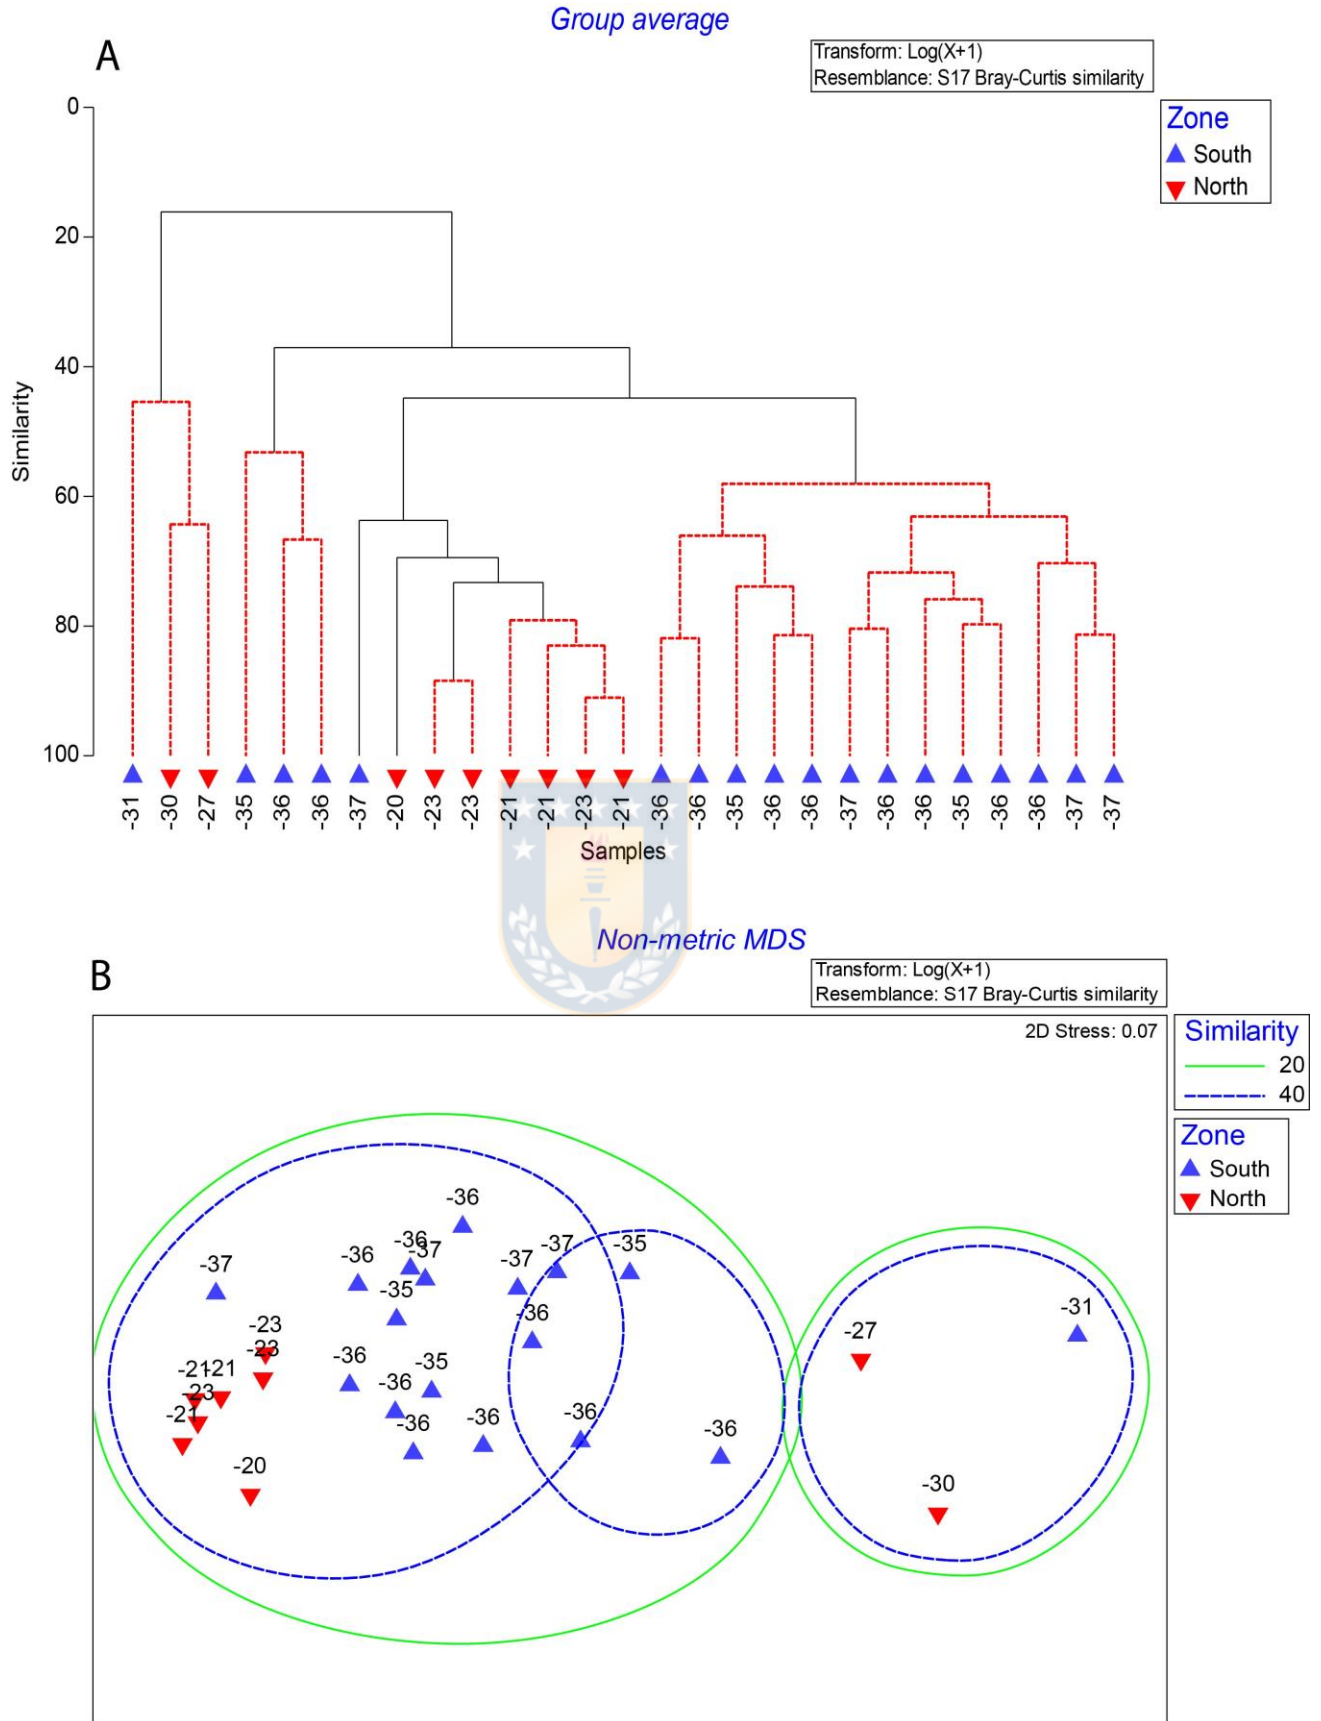 Group average
A
Transform: Log(X+1)
Resemblance: S17 Bray-Curtis similarity
Zone
South
North
0
20
40
60
80
100
Similarity
-31 -30 -27 -35 -36 -36 -37 -20 -23 -23 -21 -21 -23 -21 -36 -36 -35 -36 -36 -37 -36 -36 -35 -36 -36 -37 -37
Samples
Non-metric MDS
B
Transform: Log(X+1)
Resemblance: S17 Bray-Curtis similarity
2D Stress: 0.07
Similarity
20
40
Zone
South
North
-36
-36
-36
-37
-37
-37
-35
-37
-35
-36
-31
-23
-27
-23
-36
-35
-21
-21
-36
-23
-21
-36
-36
-36
-36
-20
-30